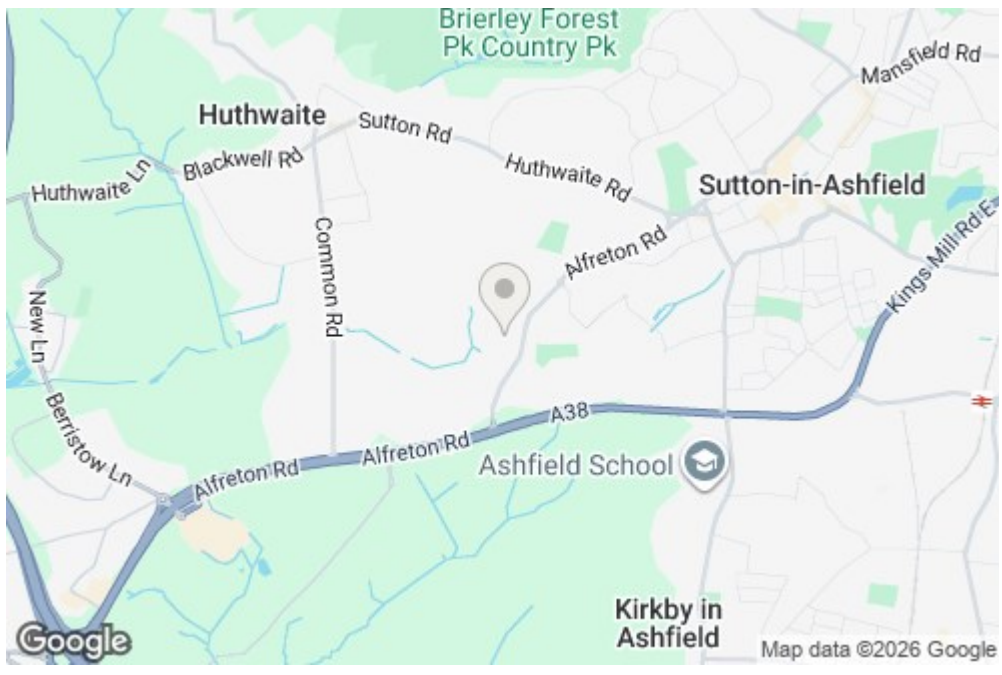 Brierley Forest
Pk Country Pk
Mansfield Rd
Huthwaite
Sutton Rd
Blackwell Rd
Huthwaite Rd
Huthwaite Ln
Sutton-in-Ashfield
Common Rd
Alfreton Rd
Kings Mill Rd E
New Ln
Berristow Ln
A38
Alfreton Rd
Alfreton Rd
Ashfield School
Kirkby in
Ashfield
Google
Map data ©2026 Google